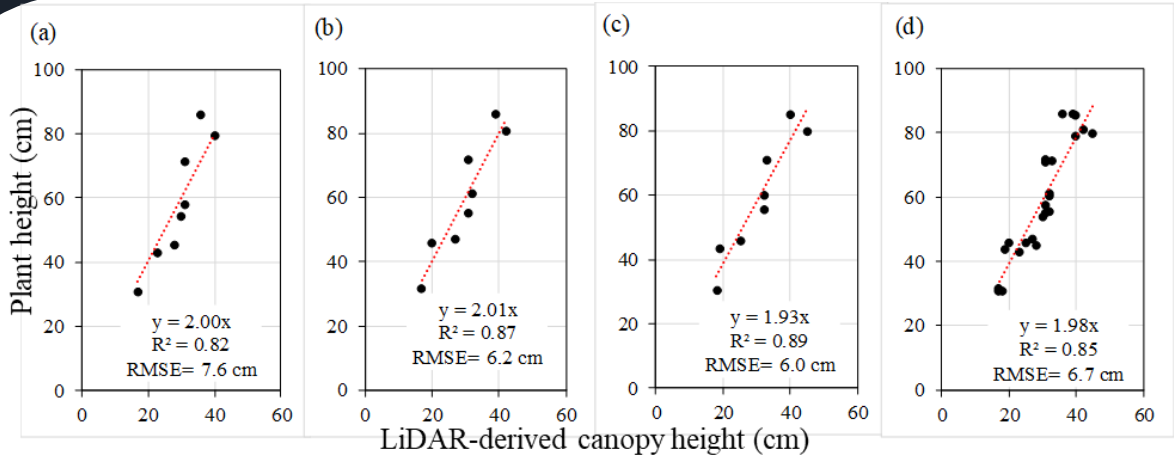 (a)
(b)
(c)
(d)
Plant height (cm)
100
80
60
40
20
0
y = 2.00x
R² = 0.82
RMSE= 7.6 cm
0 20 40 60
100
80
60
40
20
0
y = 2.01x
R² = 0.87
RMSE= 6.2 cm
0 20 40 60
100
80
60
40
20
0
y = 1.93x
R² = 0.89
RMSE= 6.0 cm
0 20 40 60
100
80
60
40
20
0
y = 1.98x
R² = 0.85
RMSE= 6.7 cm
0 20 40 60
LiDAR-derived canopy height (cm)